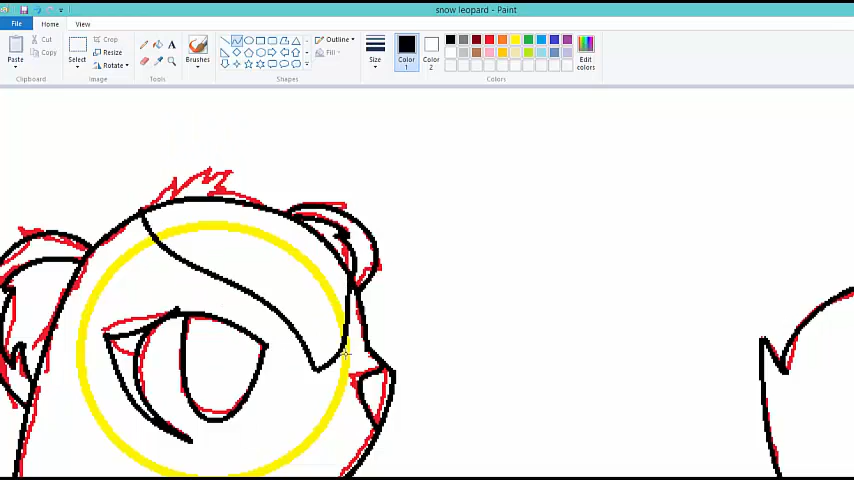 snow leopard - Paint
File Home View
Cut
Copy
Paste
Clipboard
Crop
Resize
Rotate
Select
Image
A
Tools
Brushes
Outline
Fill
Shapes
Size
Color 1
Color 2
Edit colors
Colors